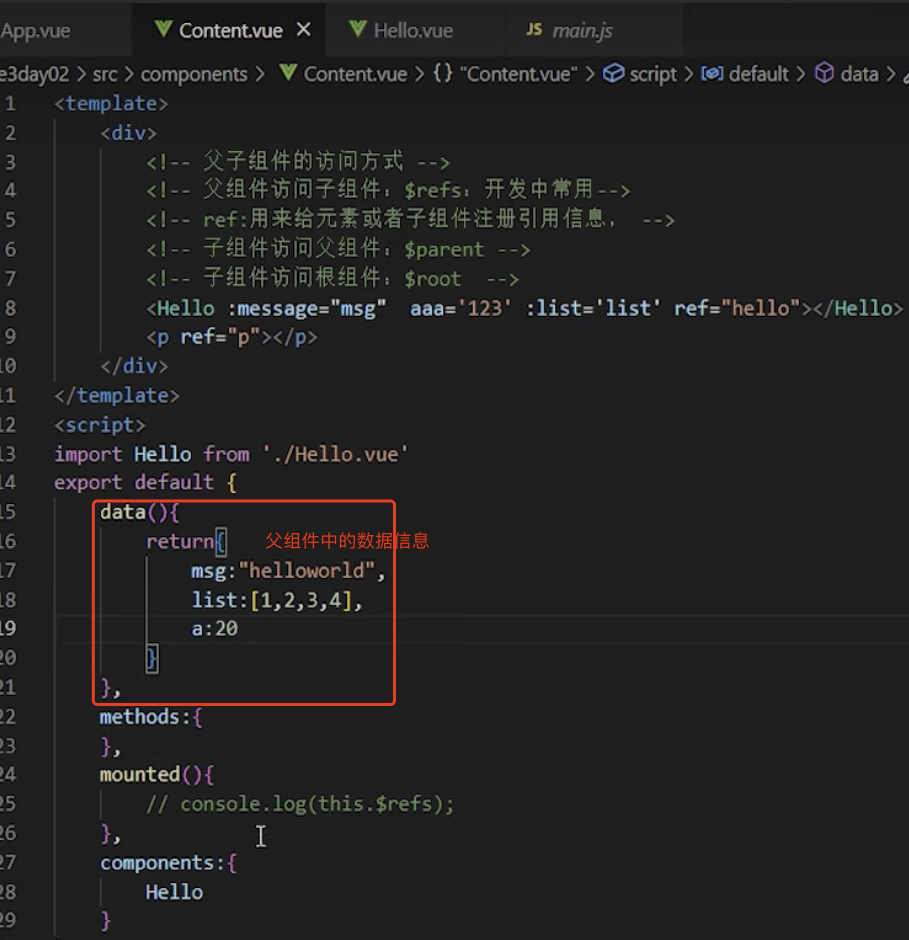 App.vue Content.vue × Hello.vue JS main.js
e3day02 > src > components > Content.vue > {} "Content.vue" > script > default > data >
1 <template>
2 <div>
3 <!-- 父子组件的访问方式 -->
4 <!-- 父组件访问子组件：$refs：开发中常用-->
5 <!-- ref:用来给元素或者子组件注册引用信息， -->
6 <!-- 子组件访问父组件：$parent -->
7 <!-- 子组件访问根组件：$root  -->
8 <Hello :message="msg"  aaa='123' :list='list' ref="hello"></Hello>
9 <p ref="p"></p>
10 </div>
11 </template>
12 <script>
13 import Hello from './Hello.vue'
14 export default {
15 data(){
16 return{ 父组件中的数据信息
17 msg:"helloworld",
18 list:[1,2,3,4],
19 a:20
20 }
21 },
22 methods:{
23 },
24 mounted(){
25 // console.log(this.$refs);
26 },
27 components:{
28 Hello
29 }